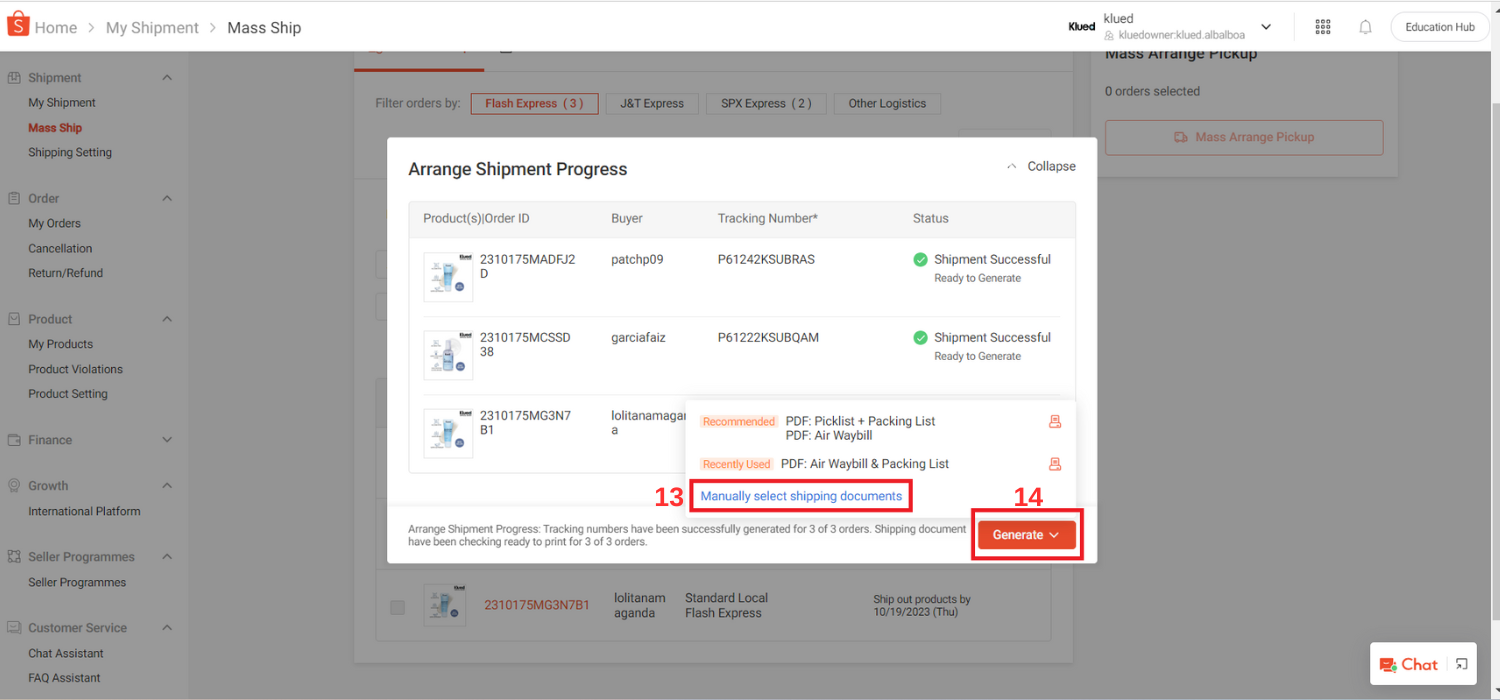 Home > My Shipment > Mass Ship
Klued
klued
kluedowner:klued.albalboa
Education Hub
Shipment
My Shipment
Mass Ship
Shipping Setting
Order
My Orders
Cancellation
Return/Refund
Product
My Products
Product Violations
Product Setting
Finance
Growth
International Platform
Seller Programmes
Seller Programmes
Customer Service
Chat Assistant
FAQ Assistant
Filter orders by:
Flash Express ( 3 )
J&T Express
SPX Express ( 2 )
Other Logistics
Mass Arrange Pickup
0 orders selected
Mass Arrange Pickup
Arrange Shipment Progress
Collapse
Product(s)|Order ID
Buyer
Tracking Number*
Status
2310175MADFJ2
D
patchp09
P61242KSUBRAS
Shipment Successful
Ready to Generate
2310175MCSSD
38
garciafaiz
P61222KSUBQAM
Shipment Successful
Ready to Generate
2310175MG3N7
B1
lolitanamagan
a
Recommended
PDF: Picklist + Packing List
PDF: Air Waybill
Recently Used
PDF: Air Waybill & Packing List
13
Manually select shipping documents
14
Arrange Shipment Progress: Tracking numbers have been successfully generated for 3 of 3 orders. Shipping document
have been checking ready to print for 3 of 3 orders.
Generate
2310175MG3N7B1
lolitanam
aganda
Standard Local
Flash Express
Ship out products by
10/19/2023 (Thu)
Chat